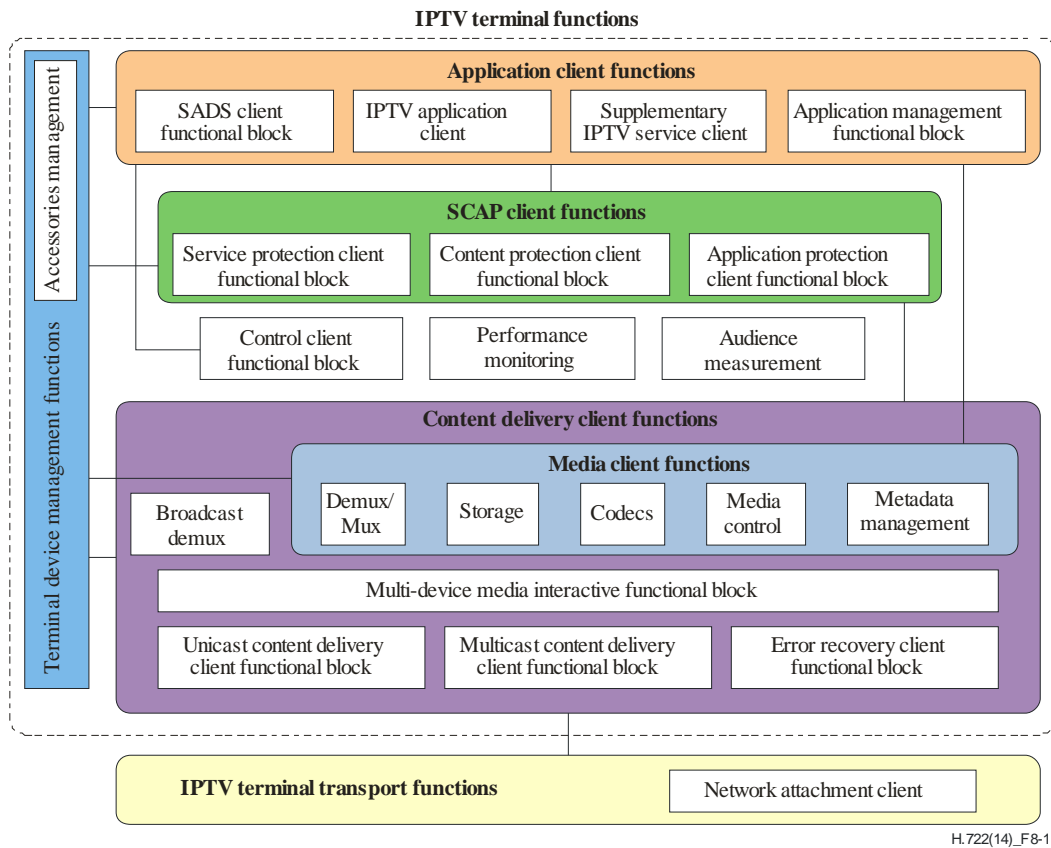 IPTV terminal functions
Accessories management
Terminal device management functions
Application client functions
SADS client
functional block
IPTV application
client
Supplementary
IPTV service client
Application management
functional block
SCAP client functions
Service protection client
functional block
Content protection client
functional block
Application protection
client functional block
Control client
functional block
Performance
monitoring
Audience
measurement
Content delivery client functions
Media client functions
Broadcast
demux
Demux/
Mux
Storage
Codecs
Media
control
Metadata
management
Multi-device media interactive functional block
Unicast content delivery
client functional block
Multicast content delivery
client functional block
Error recovery client
functional block
IPTV terminal transport functions
Network attachment client
H.722(14)_F8-1